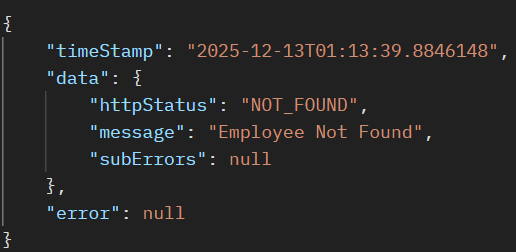 {
    "timeStamp": "2025-12-13T01:13:39.8846148",
    "data": {
        "httpStatus": "NOT_FOUND",
        "message": "Employee Not Found",
        "subErrors": null
    },
    "error": null
}